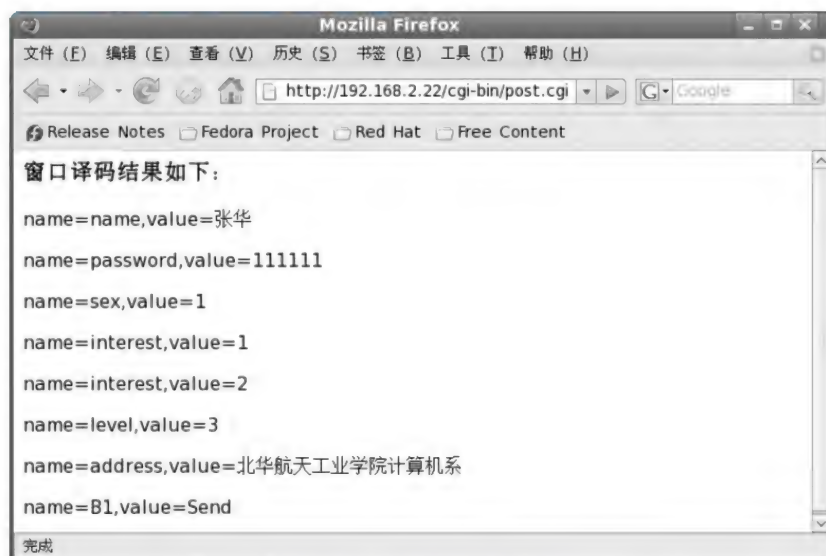 Mozilla Firefox
文件 (F) 编辑 (E) 查看 (V) 历史 (S) 书签 (B) 工具 (T) 帮助 (H)
http://192.168.2.22/cgi-bin/post.cgi G Google
Release Notes Fedora Project Red Hat Free Content
窗口译码结果如下：
name=name,value=张华
name=password,value=111111
name=sex,value=1
name=interest,value=1
name=interest,value=2
name=level,value=3
name=address,value=北华航天工业学院计算机系
name=B1,value=Send
完成